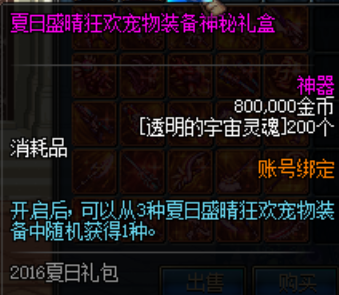 夏日盛晴狂欢宠物装备神秘礼盒
神器
800,000金币
[透明的宇宙灵魂]200个
消耗品
账号绑定
开启后，可以从3种夏日盛晴狂欢宠物装
备中随机获得1种。
2016夏日礼包
出售 购买